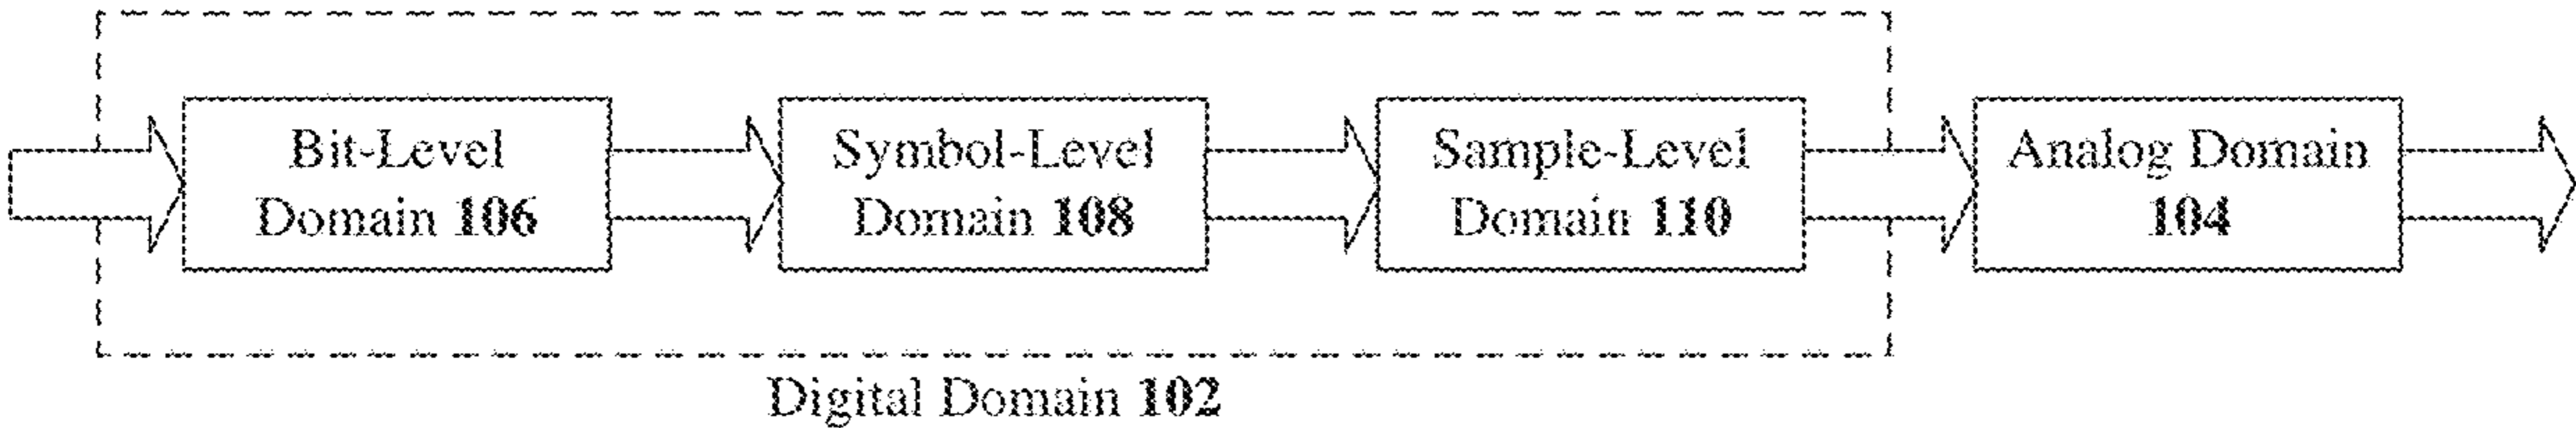 Bit-Level
Domain 106
Symbol-Level
Domain 108
Sample-Level
Domain 110
Analog Domain
104
Digital Domain 102